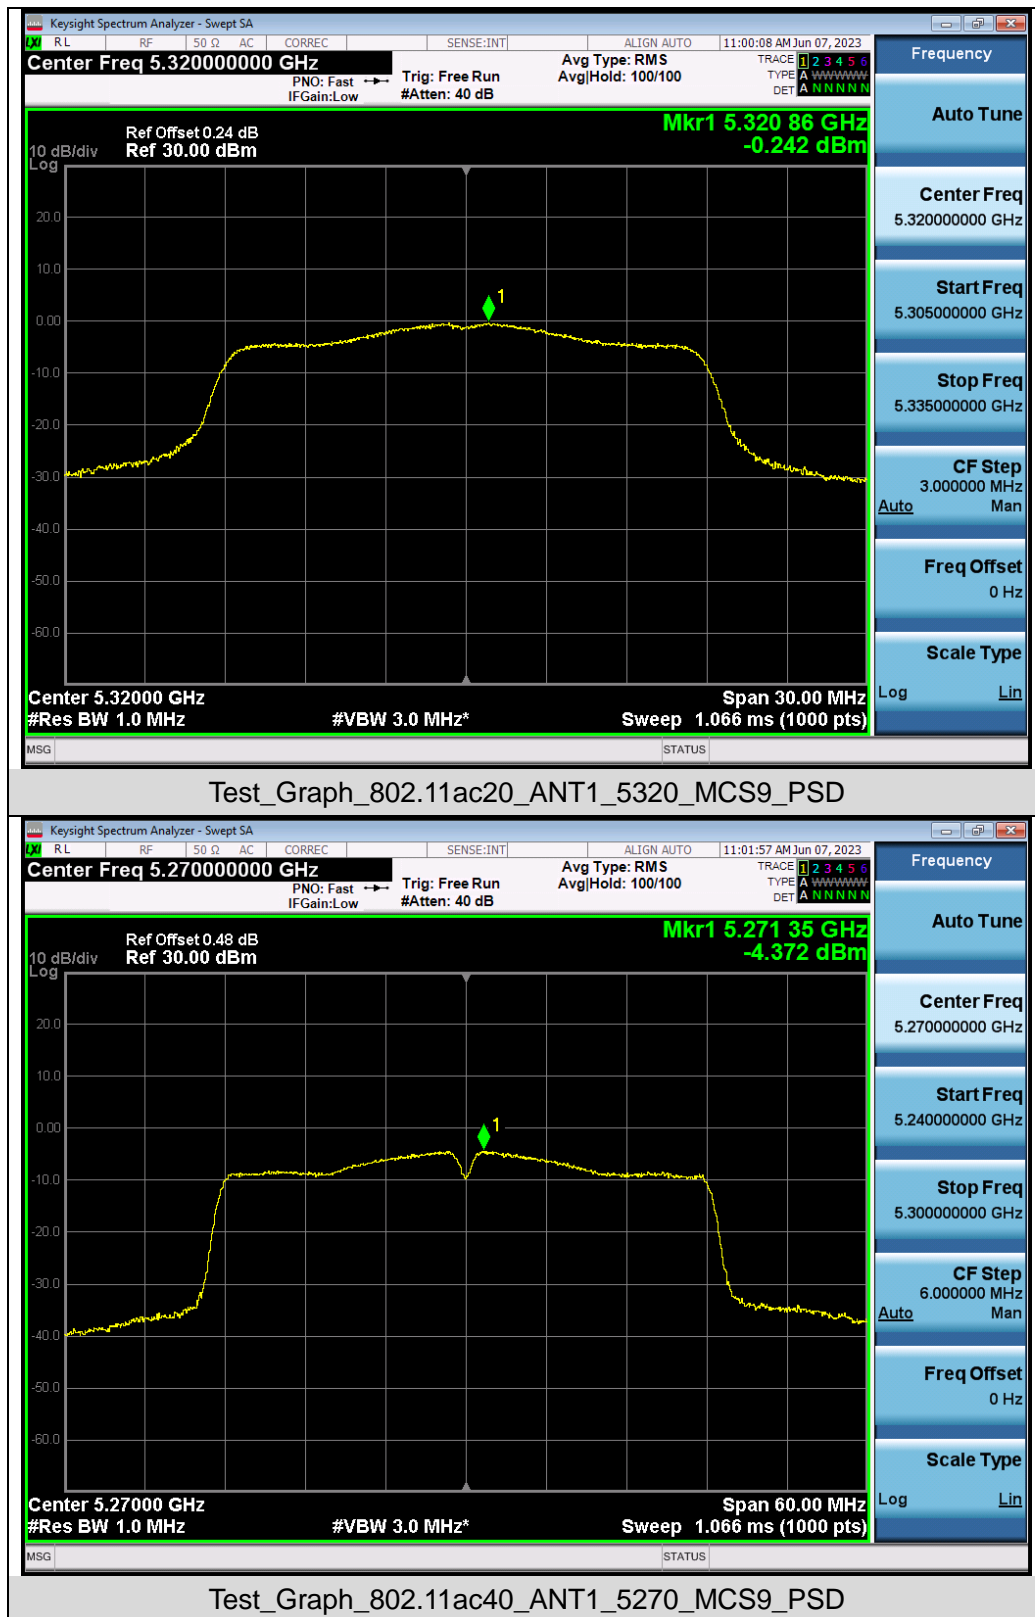 Keysight Spectrum Analyzer - Swept SA
LXI RL RF 50 Ω AC CORREC SENSE:INT ALIGN AUTO 11:00:08 AM Jun 07, 2023
Center Freq 5.320000000 GHz
PNO: Fast
IFGain:Low
Trig: Free Run
#Atten: 40 dB
Avg Type: RMS
Avg|Hold: 100/100
TRACE 1 2 3 4 5 6
TYPE A WWWWW
DET A N N N N N
Ref Offset 0.24 dB
Ref 30.00 dBm
Mkr1 5.320 86 GHz
-0.242 dBm
10 dB/div
Log
20.0
10.0
0.00
-10.0
-20.0
-30.0
-40.0
-50.0
-60.0
1
Center 5.32000 GHz
Span 30.00 MHz
#Res BW 1.0 MHz
#VBW 3.0 MHz*
Sweep 1.066 ms (1000 pts)
MSG
STATUS
Frequency
Auto Tune
Center Freq
5.320000000 GHz
Start Freq
5.305000000 GHz
Stop Freq
5.335000000 GHz
CF Step
3.000000 MHz
Auto Man
Freq Offset
0 Hz
Scale Type
Log Lin
Test_Graph_802.11ac20_ANT1_5320_MCS9_PSD
Keysight Spectrum Analyzer - Swept SA
LXI RL RF 50 Ω AC CORREC SENSE:INT ALIGN AUTO 11:01:57 AM Jun 07, 2023
Center Freq 5.270000000 GHz
PNO: Fast
IFGain:Low
Trig: Free Run
#Atten: 40 dB
Avg Type: RMS
Avg|Hold: 100/100
TRACE 1 2 3 4 5 6
TYPE A WWWWW
DET A N N N N N
Ref Offset 0.48 dB
Ref 30.00 dBm
Mkr1 5.271 35 GHz
-4.372 dBm
10 dB/div
Log
20.0
10.0
0.00
-10.0
-20.0
-30.0
-40.0
-50.0
-60.0
1
Center 5.27000 GHz
Span 60.00 MHz
#Res BW 1.0 MHz
#VBW 3.0 MHz*
Sweep 1.066 ms (1000 pts)
MSG
STATUS
Frequency
Auto Tune
Center Freq
5.270000000 GHz
Start Freq
5.240000000 GHz
Stop Freq
5.300000000 GHz
CF Step
6.000000 MHz
Auto Man
Freq Offset
0 Hz
Scale Type
Log Lin
Test_Graph_802.11ac40_ANT1_5270_MCS9_PSD